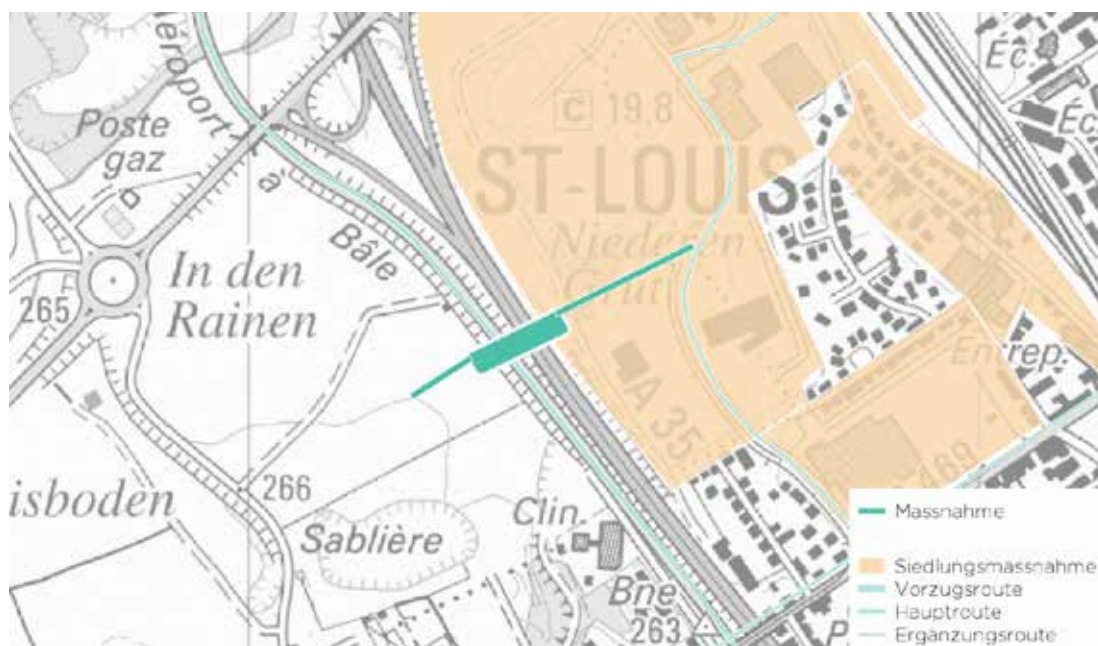 Aéroport
à
Bâle
Poste
gaz
C 19.8
ST-LOUIS
Niederen
Grut
Éc.
Éc.
In den
Rainen
265
A 35
Entrep.
469
266
isboden
Sablière
Clin.
Bne
263
P
Massnahme
Siedlungsmassnahme
Vorzugsroute
Hauptroute
Ergänzungsroute